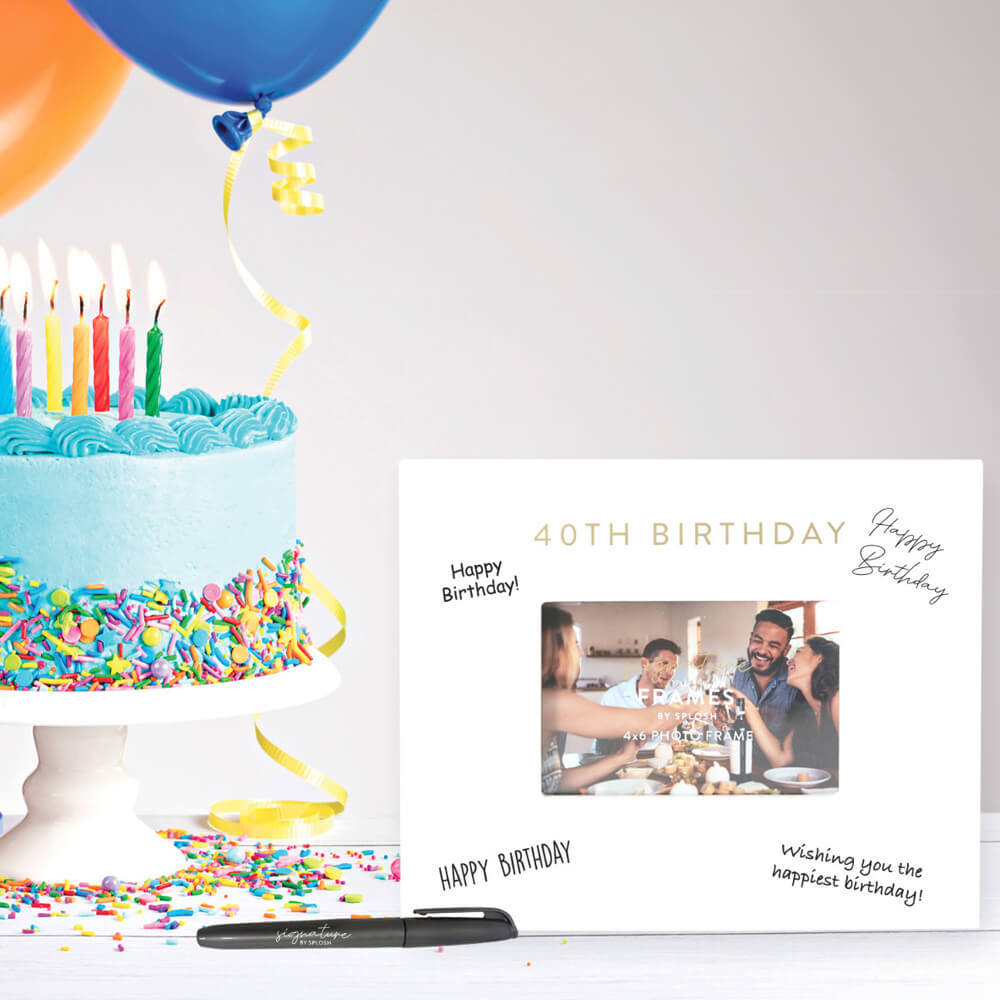 40TH BIRTHDAY
Happy
Birthday
Happy
Birthday!
FRAMES
BY SPLOSH
4x6 PHOTO FRAME
HAPPY BIRTHDAY
Wishing you the
happiest birthday!
signature
BY SPLOSH